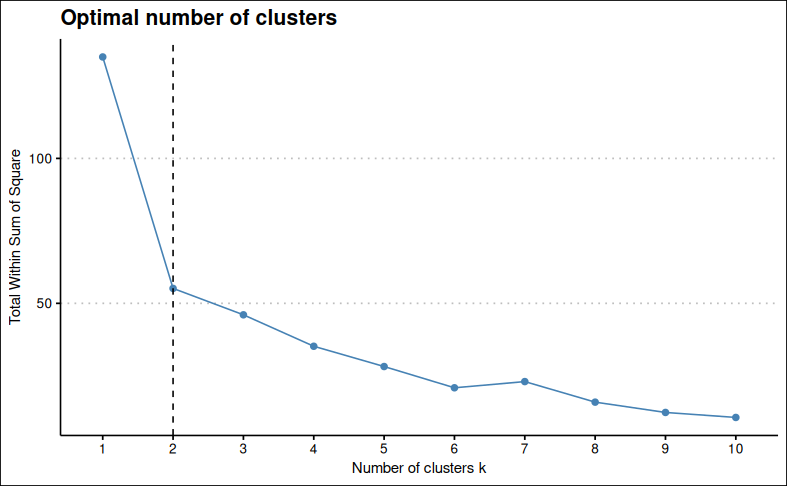 Optimal number of clusters
Total Within Sum of Square
100
50
1 2 3 4 5 6 7 8 9 10
Number of clusters k